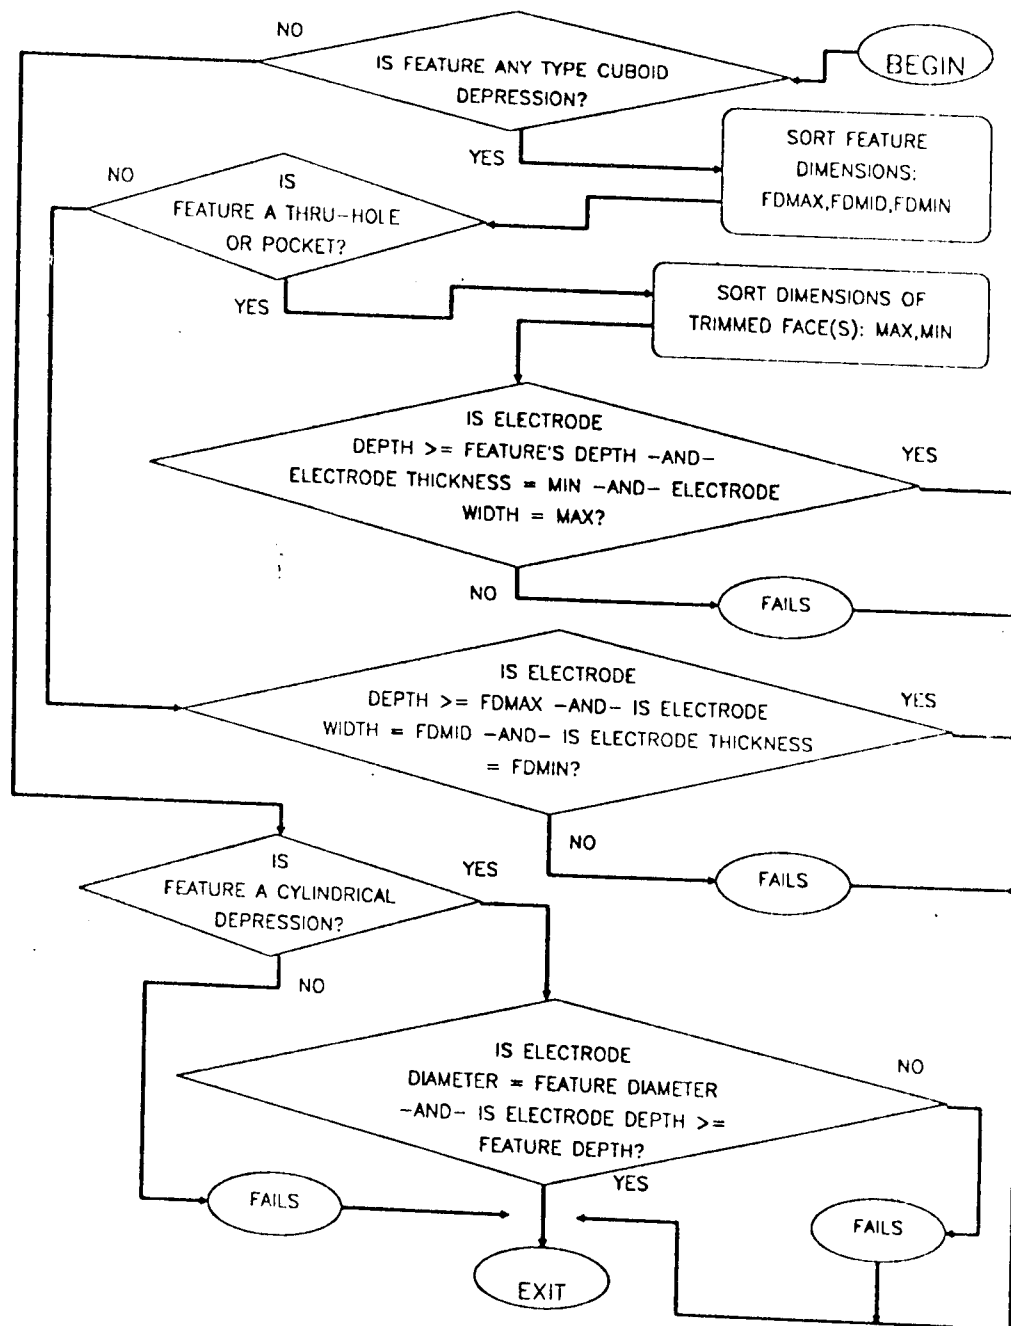 NO
IS FEATURE ANY TYPE CUBOID
DEPRESSION?
BEGIN
YES
SORT FEATURE
DIMENSIONS:
FDMAX,FDMID,FDMIN
NO
IS
FEATURE A THRU-HOLE
OR POCKET?
YES
SORT DIMENSIONS OF
TRIMMED FACE(S): MAX,MIN
IS ELECTRODE
DEPTH >= FEATURE'S DEPTH -AND-
ELECTRODE THICKNESS = MIN -AND- ELECTRODE
WIDTH = MAX?
YES
NO
FAILS
IS ELECTRODE
DEPTH >= FDMAX -AND- IS ELECTRODE
WIDTH = FDMID -AND- IS ELECTRODE THICKNESS
= FDMIN?
YES
NO
FAILS
IS
FEATURE A CYLINDRICAL
DEPRESSION?
YES
NO
IS ELECTRODE
DIAMETER = FEATURE DIAMETER
-AND- IS ELECTRODE DEPTH >=
FEATURE DEPTH?
NO
YES
FAILS
FAILS
EXIT